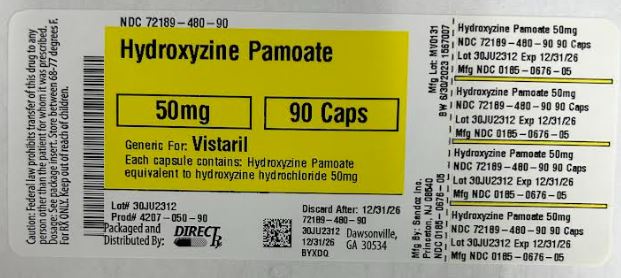 Caution: Federal law prohibits transfer of this drug to any
person other than the patient for whom it was prescribed.
Dosage: See package insert. Store between 68-77 degrees F.
For RX ONLY. Keep out of reach of children.
NDC 72189-480-90
Hydroxyzine Pamoate
50mg
90 Caps
Generic For: Vistaril
Each capsule contains: Hydroxyzine Pamoate
equivalent to hydroxyzine hydrochloride 50mg
Lot# 30JU2312
Prod# 4207-050-90
Packaged and
Distributed By:
DIRECT Rx
Discard After: 12/31/26
72189-480-90
30JU2312
12/31/26
BYXDQ
Dawsonville,
GA 30534
Mfg Lot: MV0131
BW 6/30/2023 1567007
Mfg By: Sandoz Inc.
Princeton, NJ 08540
NDC 0185-0676-05
Hydroxyzine Pamoate 50mg
NDC 72189-480-90 90 Caps
Lot 30JU2312 Exp 12/31/26
Mfg NDC 0185-0676-05
Hydroxyzine Pamoate 50mg
NDC 72189-480-90 90 Caps
Lot 30JU2312 Exp 12/31/26
Mfg NDC 0185-0676-05
Hydroxyzine Pamoate 50mg
NDC 72189-480-90 90 Caps
Lot 30JU2312 Exp 12/31/26
Mfg NDC 0185-0676-05
Hydroxyzine Pamoate 50mg
NDC 72189-480-90 90 Caps
Lot 30JU2312 Exp 12/31/26
Mfg NDC 0185-0676-05